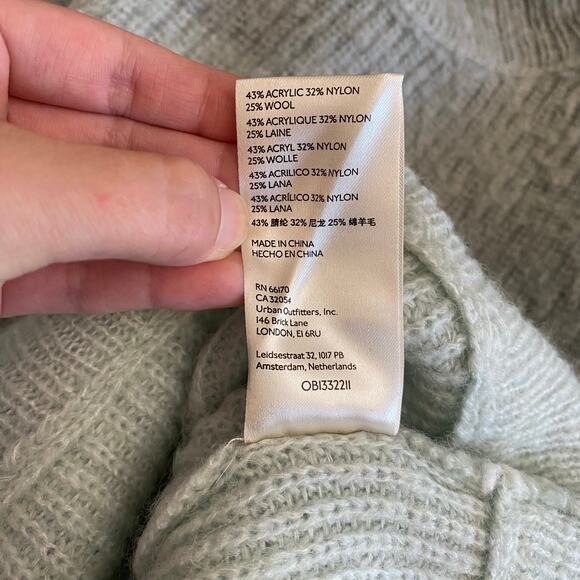 43% ACRYLIC 32% NYLON
25% WOOL
43% ACRYLIQUE 32% NYLON
25% LAINE
43% ACRYL 32% NYLON
25% WOLLE
43% ACRILICO 32% NYLON
25% LANA
43% ACRÍLICO 32% NYLON
25% LANA
43% 腈纶 32% 尼龙 25% 绵羊毛
MADE IN CHINA
HECHO EN CHINA
RN 66170
CA 32054
Urban Outfitters, Inc.
146 Brick Lane
LONDON, E1 6RU
Leidsestraat 32, 1017 PB
Amsterdam, Netherlands
OB1332211